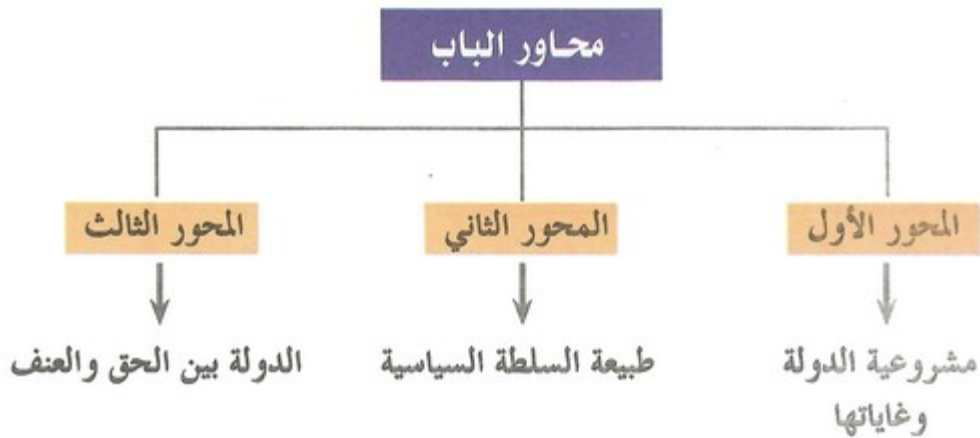 محاور الباب
المحور الأول
المحور الثاني
المحور الثالث
مشروعية الدولة
وغاياتها
طبيعة السلطة السياسية
الدولة بين الحق والعنف